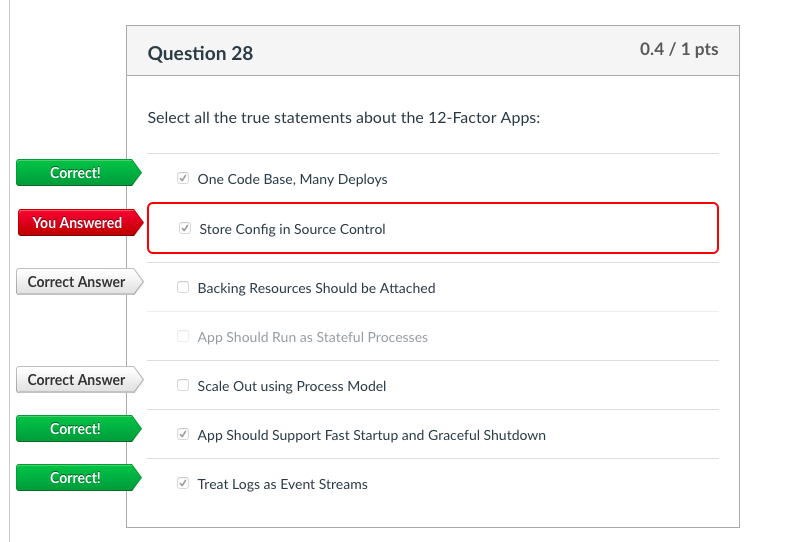 Question 28
0.4 / 1 pts
Select all the true statements about the 12-Factor Apps:
Correct!
One Code Base, Many Deploys
You Answered
Store Config in Source Control
Correct Answer
Backing Resources Should be Attached
App Should Run as Stateful Processes
Correct Answer
Scale Out using Process Model
Correct!
App Should Support Fast Startup and Graceful Shutdown
Correct!
Treat Logs as Event Streams